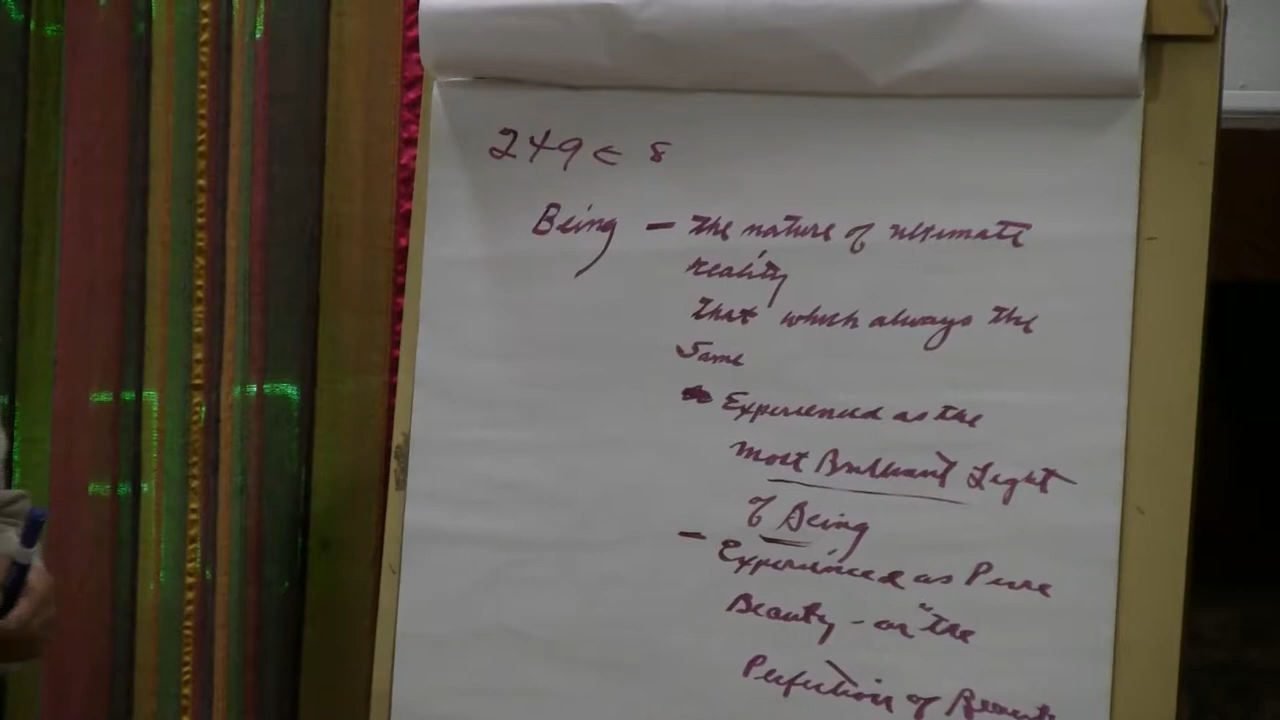 249 c 8
Being — The nature of ultimate
reality
That which always the
Same
Experienced as the
most Brilliant Light
of Being
- Experienced as Pure
Beauty - or "the
Perfection of Beauty